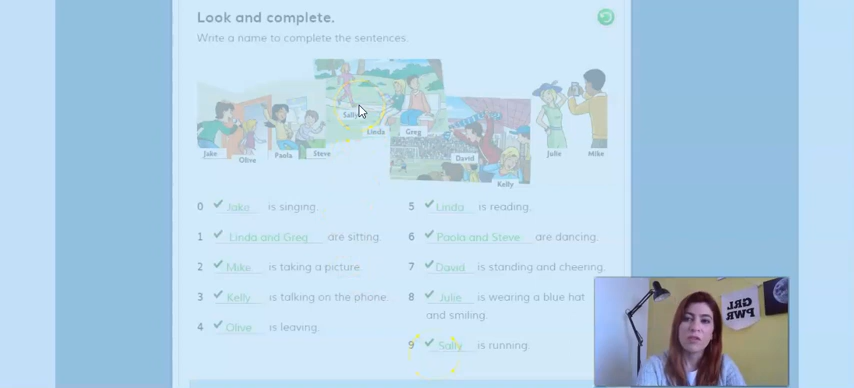 Look and complete.
Write a name to complete the sentences.
Jake
Olive
Paola
Steve
Sally
Linda
Greg
David
Kelly
Julie
Mike
0 Jake is singing.
1 Linda and Greg are sitting.
2 Mike is taking a picture.
3 Kelly is talking on the phone.
4 Olive is leaving.
5 Linda is reading.
6 Paola and Steve are dancing.
7 David is standing and cheering.
8 Julie is wearing a blue hat
and smiling.
9 Sally is running.
GRL
PWR